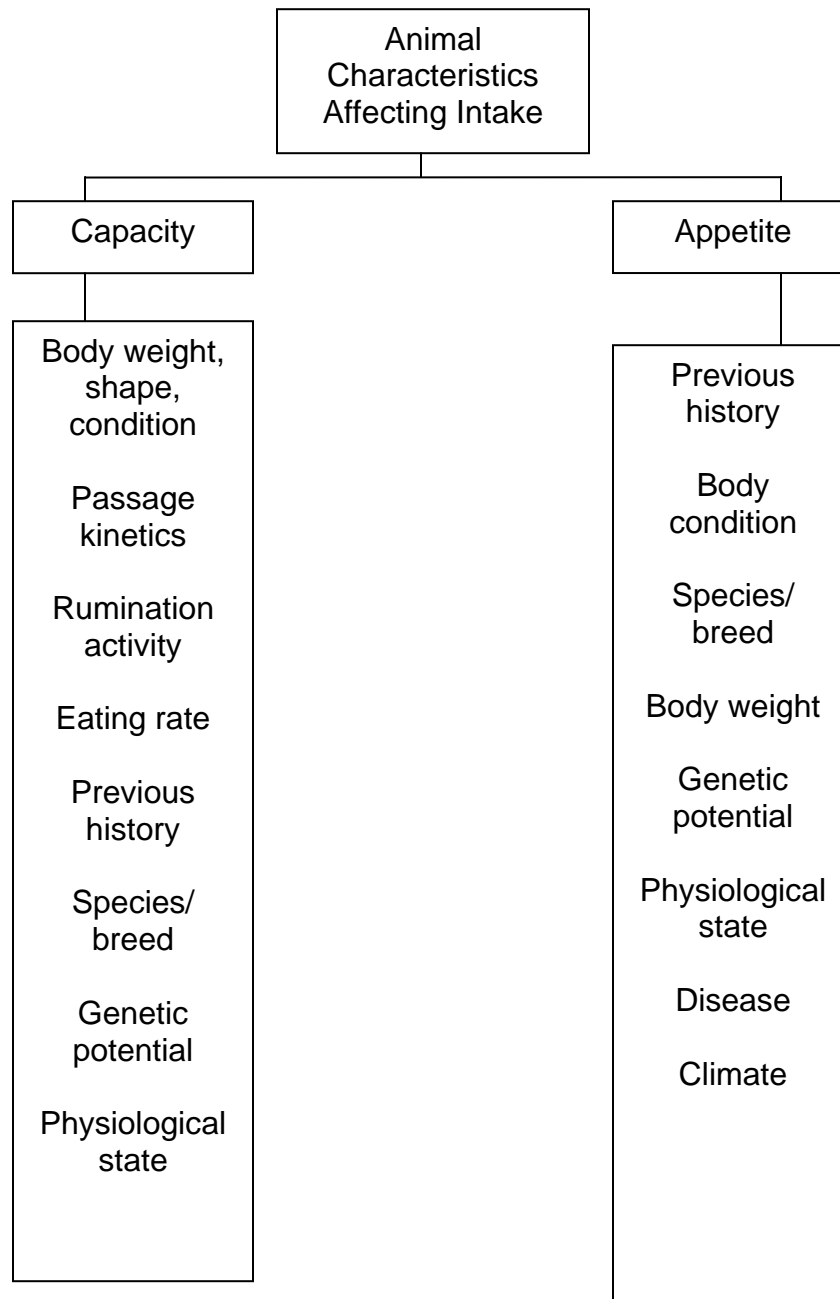 Animal
Characteristics
Affecting Intake
Capacity
Appetite
Body weight,
shape,
condition
Passage
kinetics
Rumination
activity
Eating rate
Previous
history
Species/
breed
Genetic
potential
Physiological
state
Previous
history
Body
condition
Species/
breed
Body weight
Genetic
potential
Physiological
state
Disease
Climate